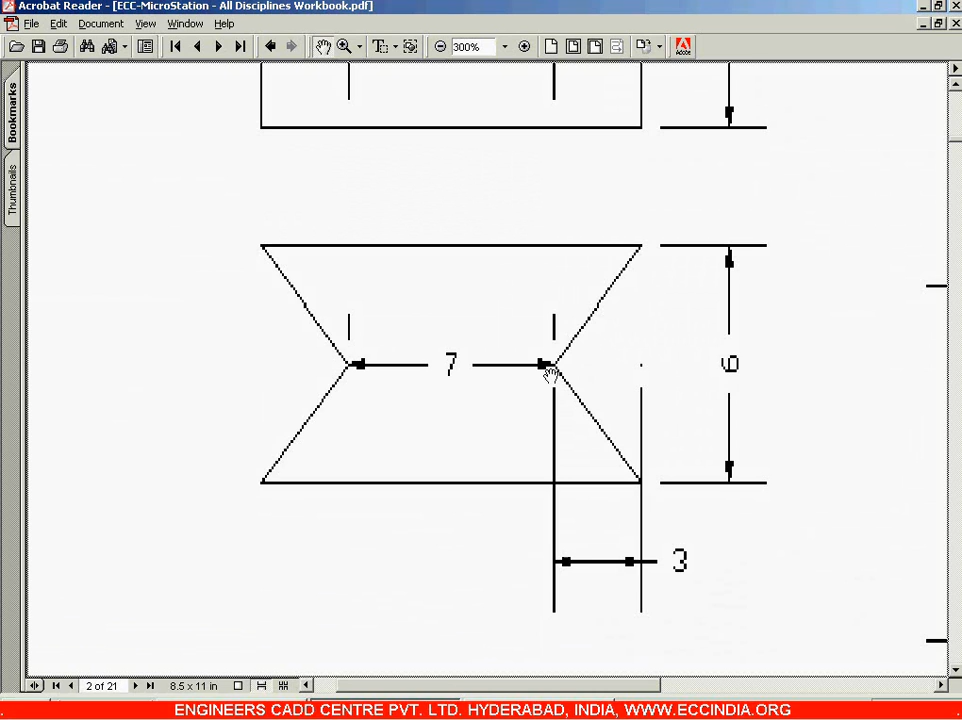 Acrobat Reader - [ECC-MicroStation - All Disciplines Workbook.pdf]
File Edit Document View Window Help
300%
Adobe
Bookmarks
Thumbnails
7
6
3
2 of 21
8.5 x 11 in
ENGINEERS CADD CENTRE PVT. LTD. HYDERABAD, INDIA, WWW.ECCINDIA.ORG